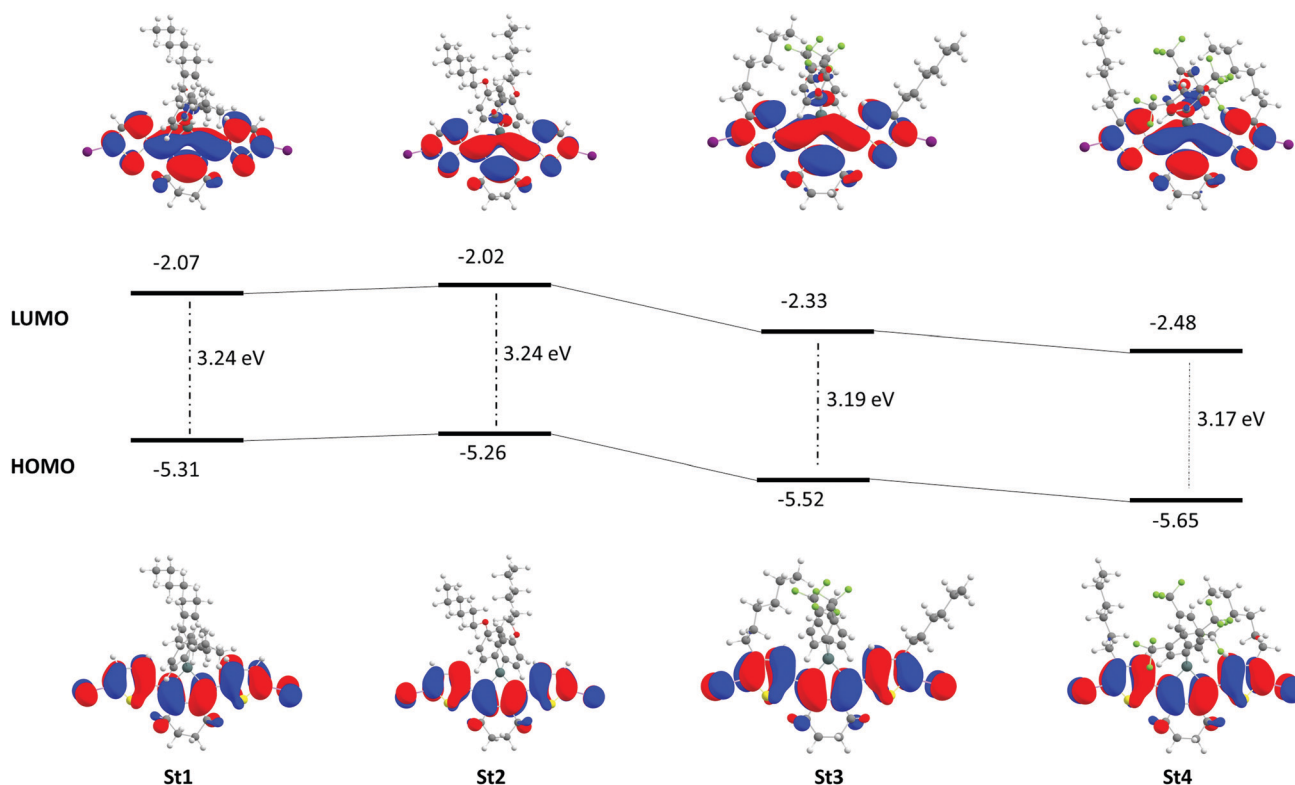 -2.07
-2.02
-2.33
-2.48
LUMO
3.24 eV
3.24 eV
3.19 eV
3.17 eV
HOMO
-5.31
-5.26
-5.52
-5.65
St1
St2
St3
St4